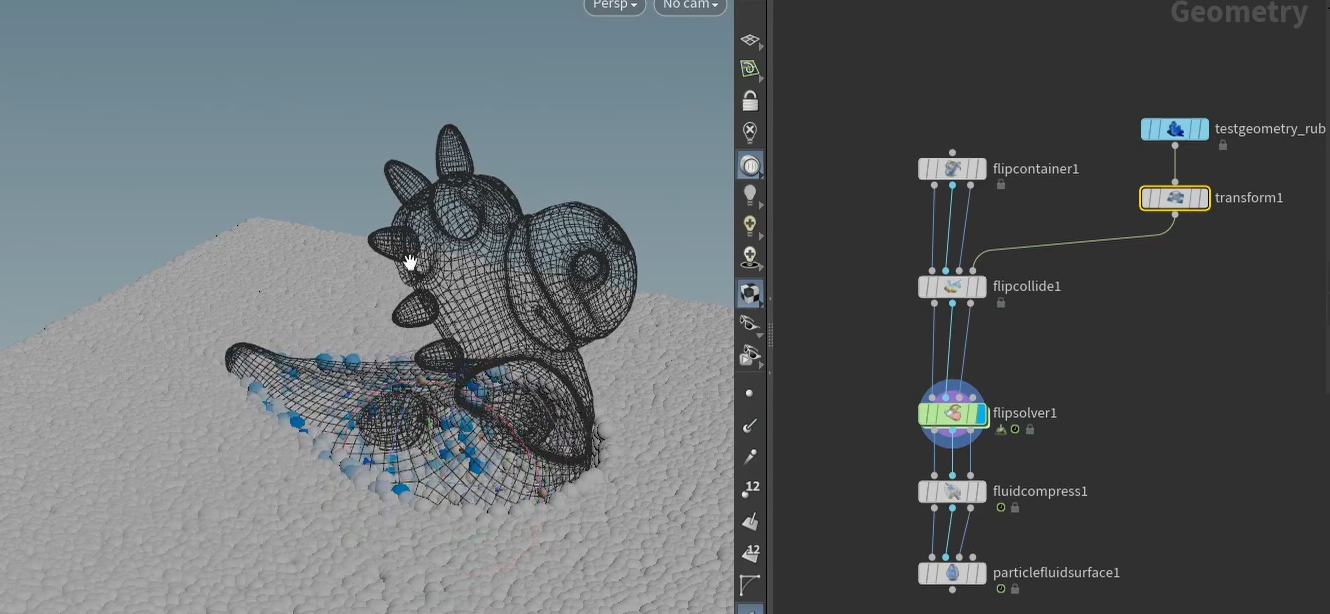 Persp
No cam
Geometry
testgeometry_rub
flipcontainer1
transform1
flipcollide1
flipsolver1
12
fluidcompress1
12
particlefluidsurface1